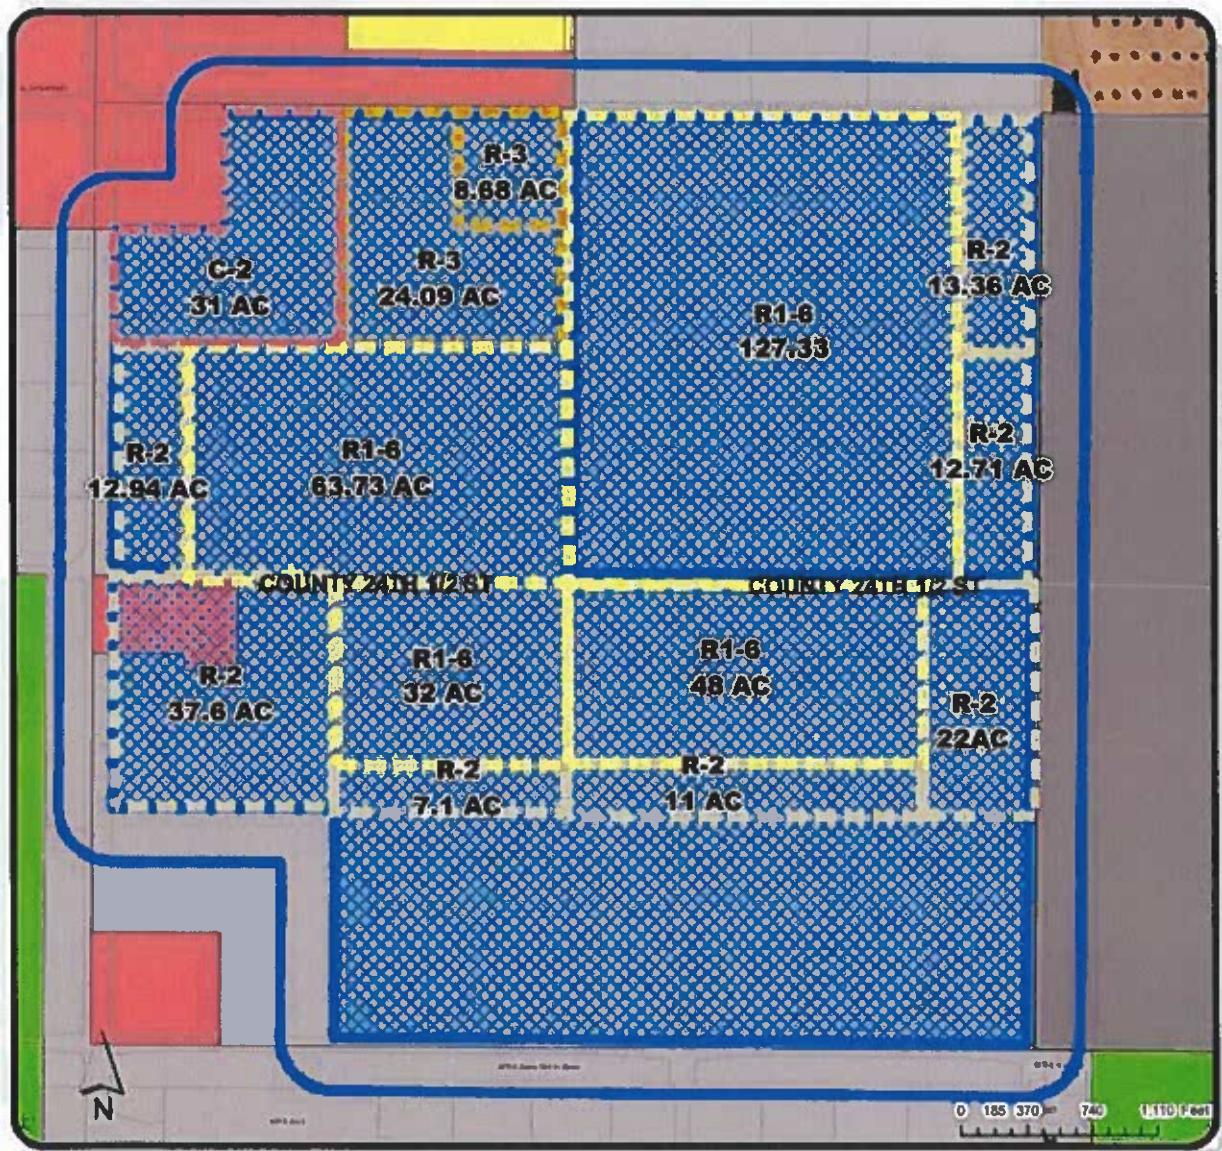 R-3
8.68 AC
R-3
24.09 AC
C-2
31 AC
R1-6
127.33
R-2
13.36 AC
R-2
12.71 AC
R-2
12.94 AC
R1-6
63.73 AC
COUNTY 24TH 1/2 ST
COUNTY 24TH 1/2 ST
R-2
37.6 AC
R1-6
32 AC
R1-6
48 AC
R-2
22AC
R-2
7.1 AC
R-2
11 AC
N
0 185 370 740 1,110 Feet